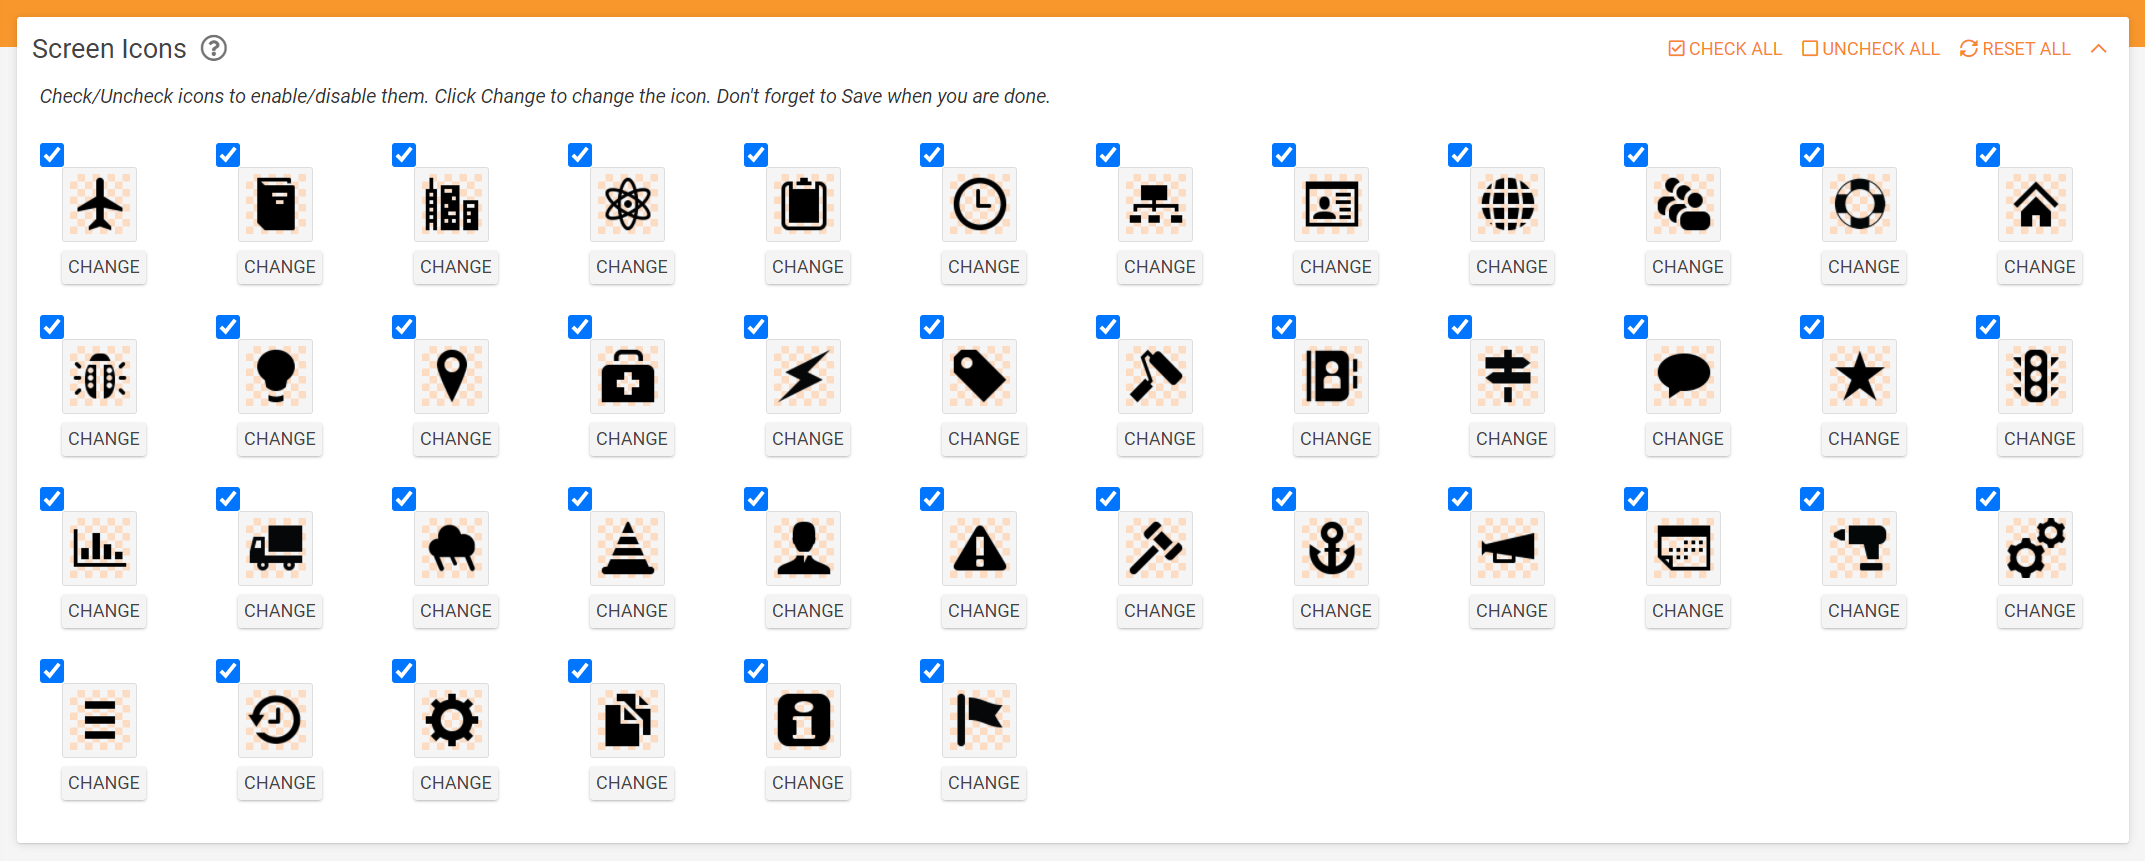 Screen Icons
CHECK ALL UNCHECK ALL RESET ALL
Check/Uncheck icons to enable/disable them. Click Change to change the icon. Don't forget to Save when you are done.
CHANGE CHANGE CHANGE CHANGE CHANGE CHANGE CHANGE CHANGE CHANGE CHANGE CHANGE CHANGE
CHANGE CHANGE CHANGE CHANGE CHANGE CHANGE CHANGE CHANGE CHANGE CHANGE CHANGE CHANGE
CHANGE CHANGE CHANGE CHANGE CHANGE CHANGE CHANGE CHANGE CHANGE CHANGE CHANGE CHANGE
CHANGE CHANGE CHANGE CHANGE CHANGE CHANGE